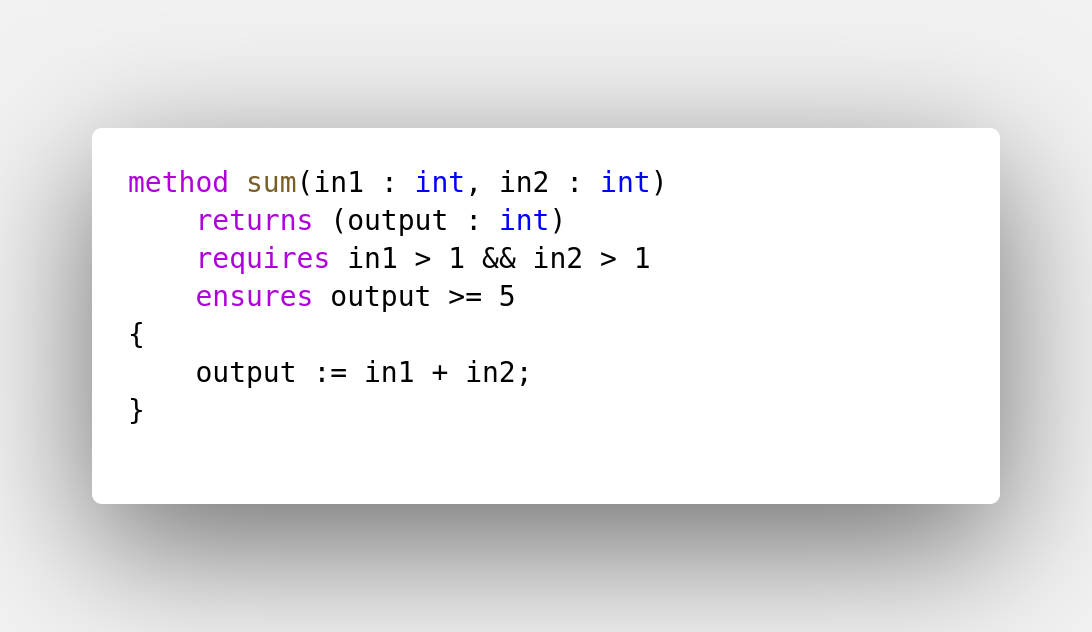 method sum(in1 : int, in2 : int)
    returns (output : int)
    requires in1 > 1 && in2 > 1
    ensures output >= 5
{
    output := in1 + in2;
}